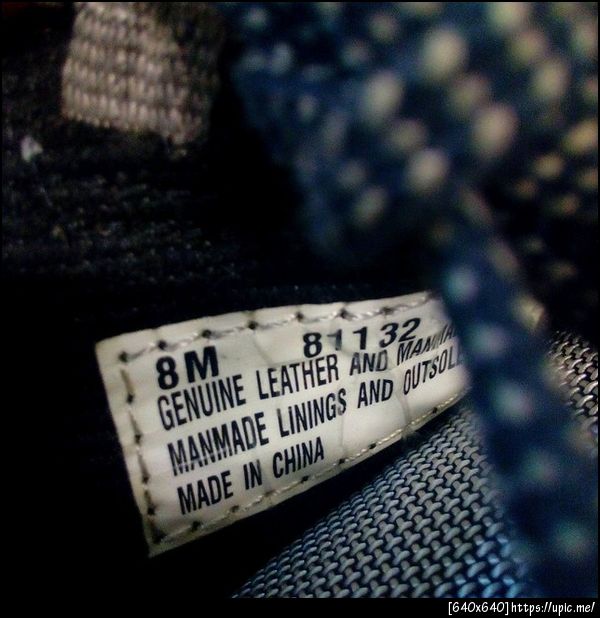 8M 81132
GENUINE LEATHER AND
MANMADE LININGS AND
MADE IN CHINA
[640x640]https://upic.me/